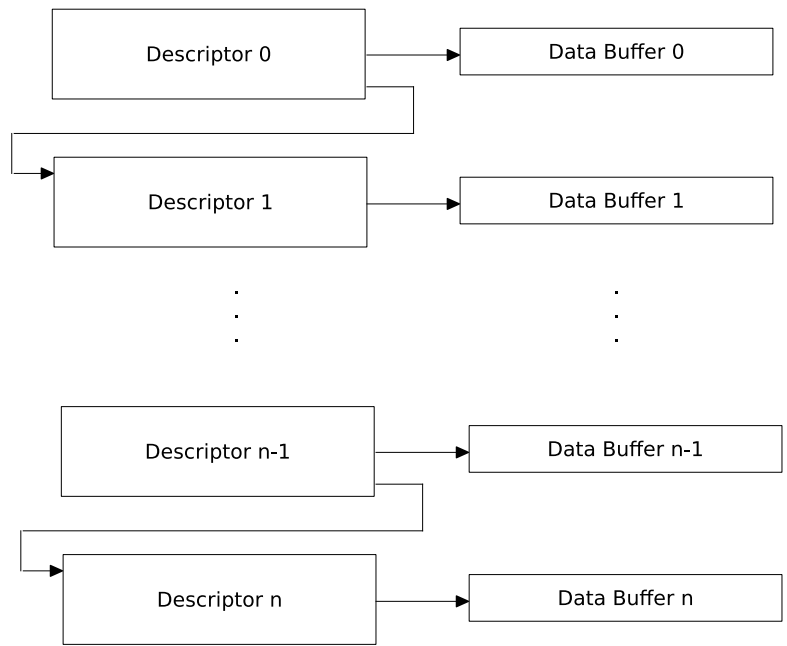 Descriptor 0
Data Buffer 0
Descriptor 1
Data Buffer 1
Descriptor n-1
Data Buffer n-1
Descriptor n
Data Buffer n